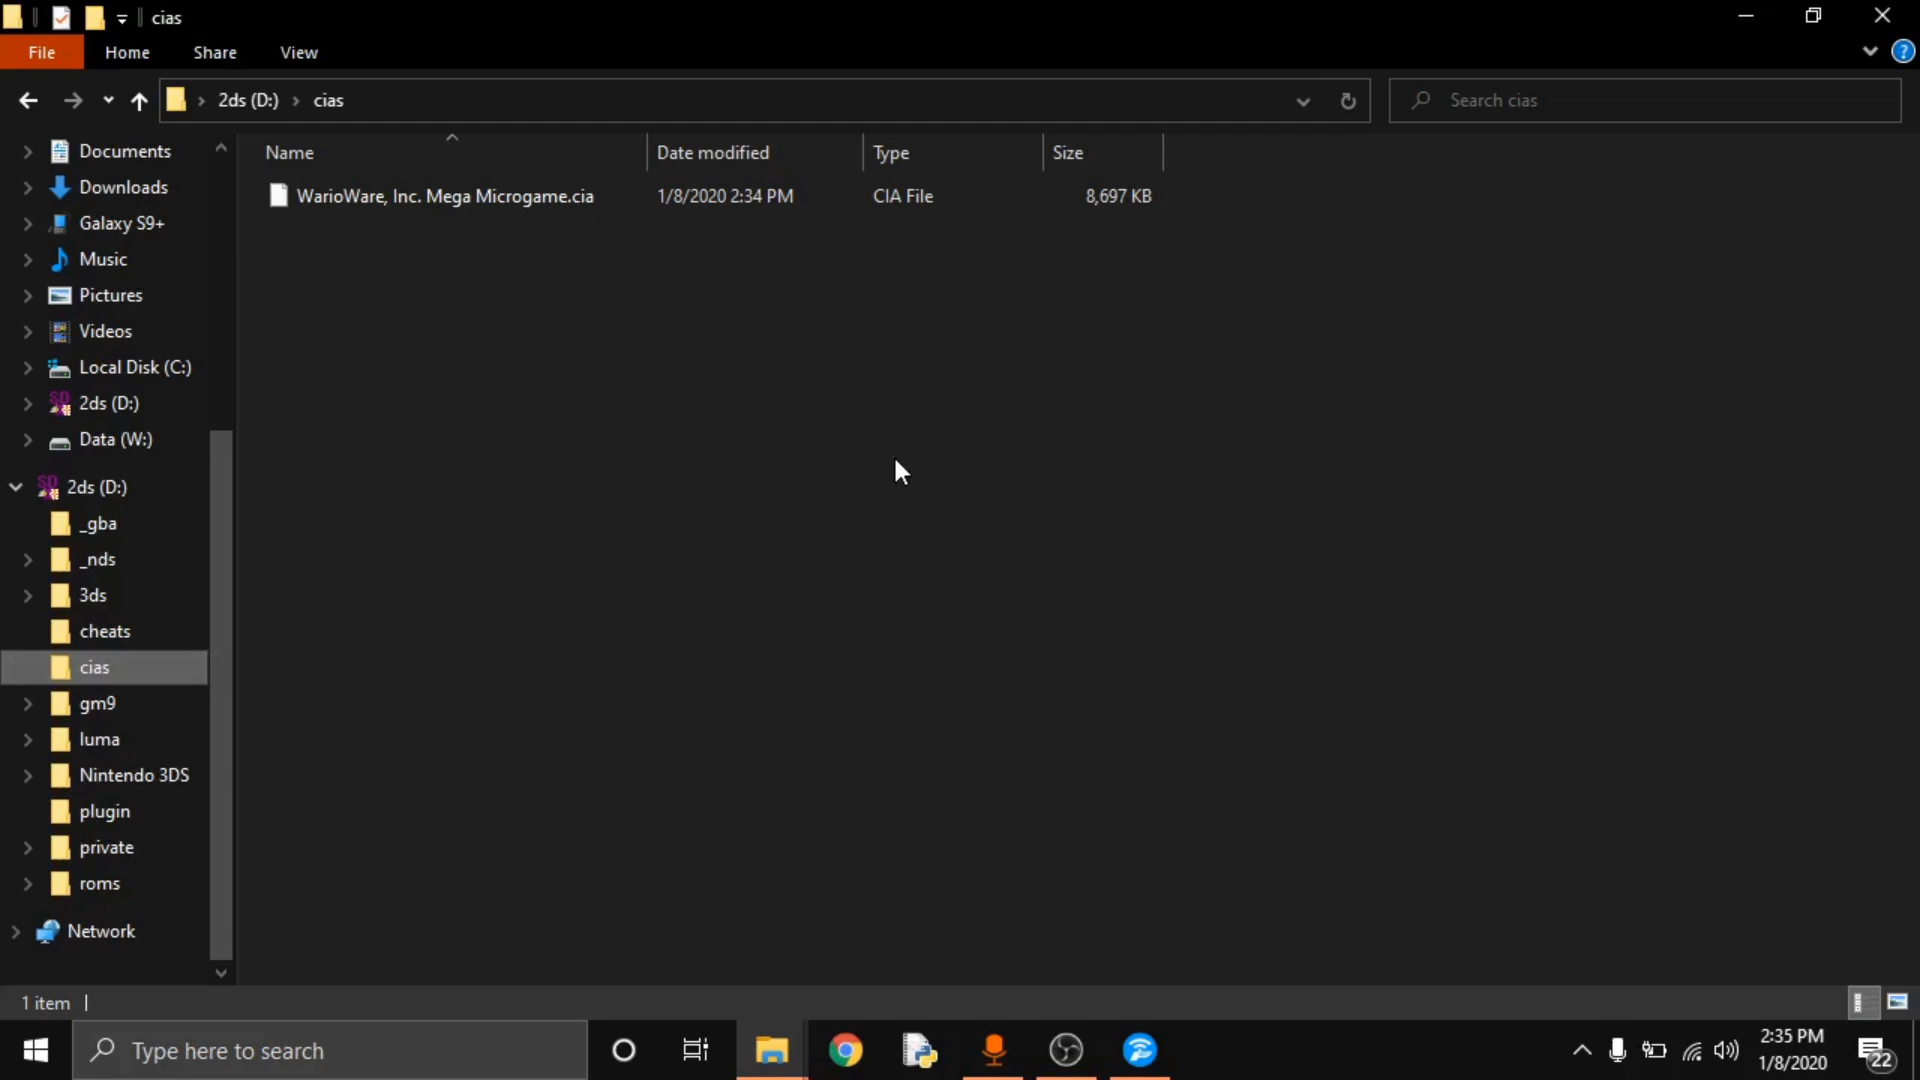 cias
File Home Share View
2ds (D:) cias
Search cias
Name Date modified Type Size
WarioWare, Inc. Mega Microgame.cia 1/8/2020 2:34 PM CIA File 8,697 KB
Documents
Downloads
Galaxy S9+
Music
Pictures
Videos
Local Disk (C:)
2ds (D:)
Data (W:)
2ds (D:)
_gba
_nds
3ds
cheats
cias
gm9
luma
Nintendo 3DS
plugin
private
roms
Network
1 item
Type here to search
2:35 PM
1/8/2020
22